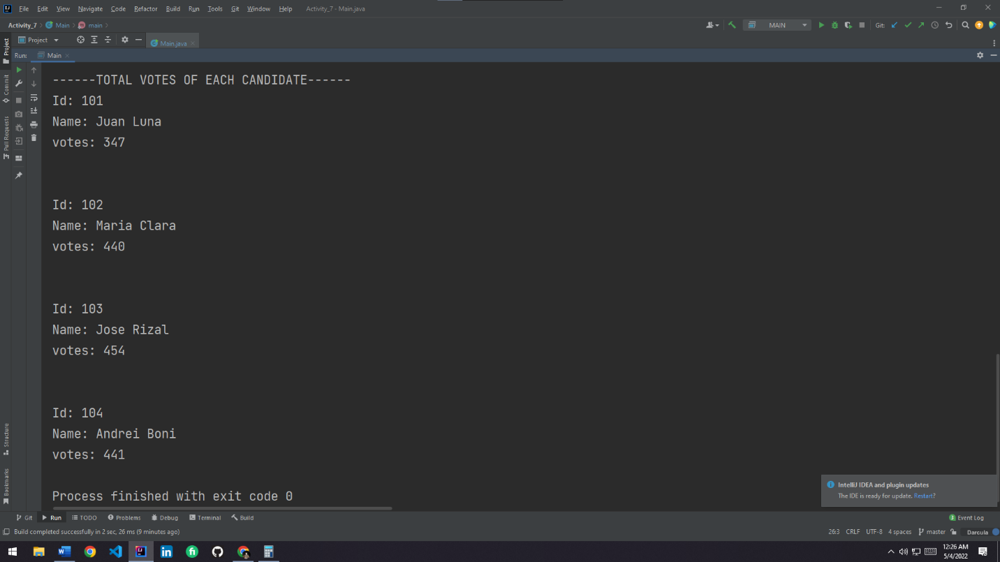 File Edit View Navigate Code Refactor Build Run Tools Git Window Help Activity_7 - Main.java
Activity_7 Main main MAIN Git:
Project Main.java
Run: Main
Project
Commit
Pull Requests
Structure
Bookmarks
------TOTAL VOTES OF EACH CANDIDATE------
Id: 101
Name: Juan Luna
votes: 347
Id: 102
Name: Maria Clara
votes: 440
Id: 103
Name: Jose Rizal
votes: 454
Id: 104
Name: Andrei Boni
votes: 441
Process finished with exit code 0
IntelliJ IDEA and plugin updates
The IDE is ready for update. Restart?
Git Run TODO Problems Debug Terminal Build 3 Event Log
Build completed successfully in 2 sec, 26 ms (9 minutes ago) 26:3 CRLF UTF-8 4 spaces master Darcula
12:26 AM
5/4/2022